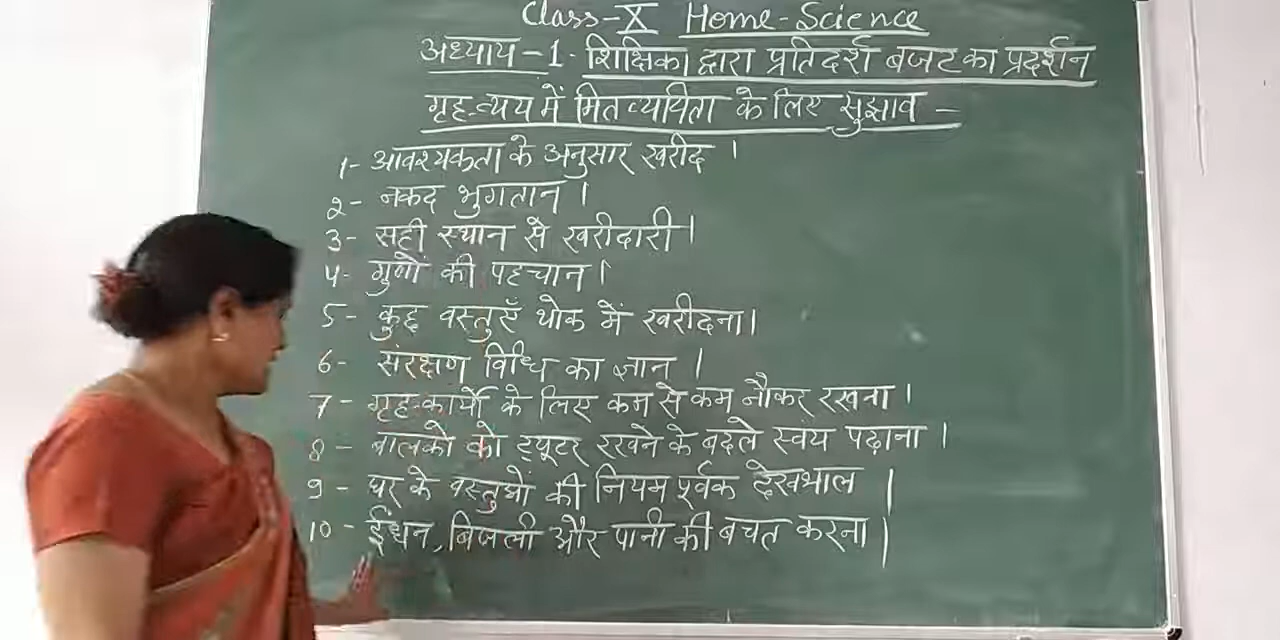 Class-X Home-Science
अध्याय-1. शिक्षिका द्वारा प्रतिदर्श बजट का प्रदर्शन
गृह-व्यय में मितव्ययिता के लिए सुझाव -
1- आवश्यकता के अनुसार खरीद ।
2- नकद भुगतान ।
3- सही स्थान से खरीदारी ।
4- गुणों की पहचान ।
5- कुछ वस्तुएँ थोक में खरीदना ।
6- संरक्षण विधि का ज्ञान ।
7- गृह-कार्यों के लिए कम से कम नौकर रखना ।
8- बालको को ट्यूटर रखने के बदले स्वंय पढ़ाना ।
9- घर के वस्तुओं की नियम पूर्वक देखभाल |
10- ईंधन, बिजली और पानी की बचत करना |